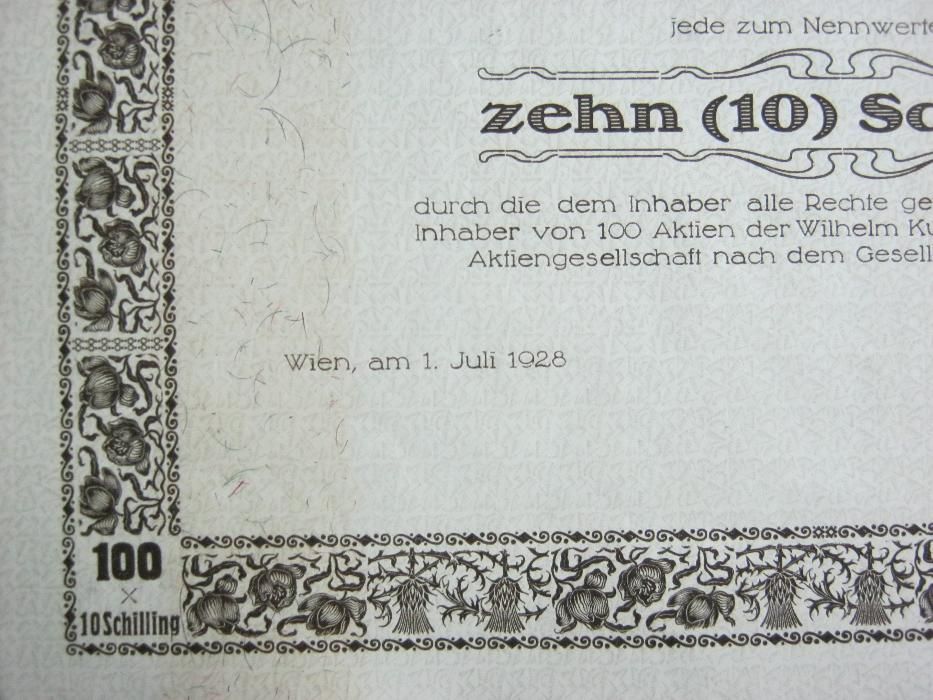 jede zum Nennwerte
zehn (10) Sc
durch die dem Inhaber alle Rechte ge
Inhaber von 100 Aktien der Wilhelm Ku
Aktiengesellschaft nach dem Gesell
Wien, am 1. Juli 1928
100
×
10 Schilling